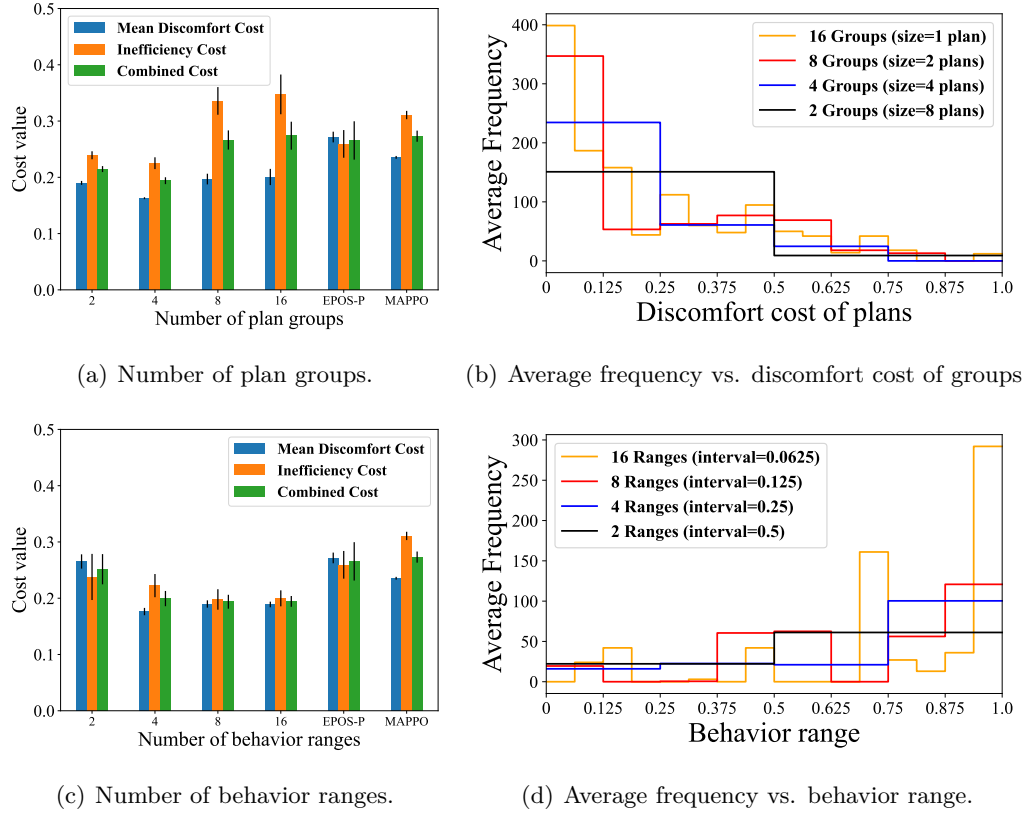 Mean Discomfort Cost
Inefficiency Cost
Combined Cost
0.5
0.4
0.3
0.2
0.1
0.0
Cost value
2 4 8 16 EPOS-P MAPPO
Number of plan groups
(a) Number of plan groups.
16 Groups (size=1 plan)
8 Groups (size=2 plans)
4 Groups (size=4 plans)
2 Groups (size=8 plans)
400
300
200
100
0
Average Frequency
0 0.125 0.25 0.375 0.5 0.625 0.75 0.875 1.0
Discomfort cost of plans
(b) Average frequency vs. discomfort cost of groups
Mean Discomfort Cost
Inefficiency Cost
Combined Cost
0.5
0.4
0.3
0.2
0.1
0.0
Cost value
2 4 8 16 EPOS-P MAPPO
Number of behavior ranges
(c) Number of behavior ranges.
16 Ranges (interval=0.0625)
8 Ranges (interval=0.125)
4 Ranges (interval=0.25)
2 Ranges (interval=0.5)
300
250
200
150
100
50
0
Average Frequency
0 0.125 0.25 0.375 0.5 0.625 0.75 0.875 1.0
Behavior range
(d) Average frequency vs. behavior range.